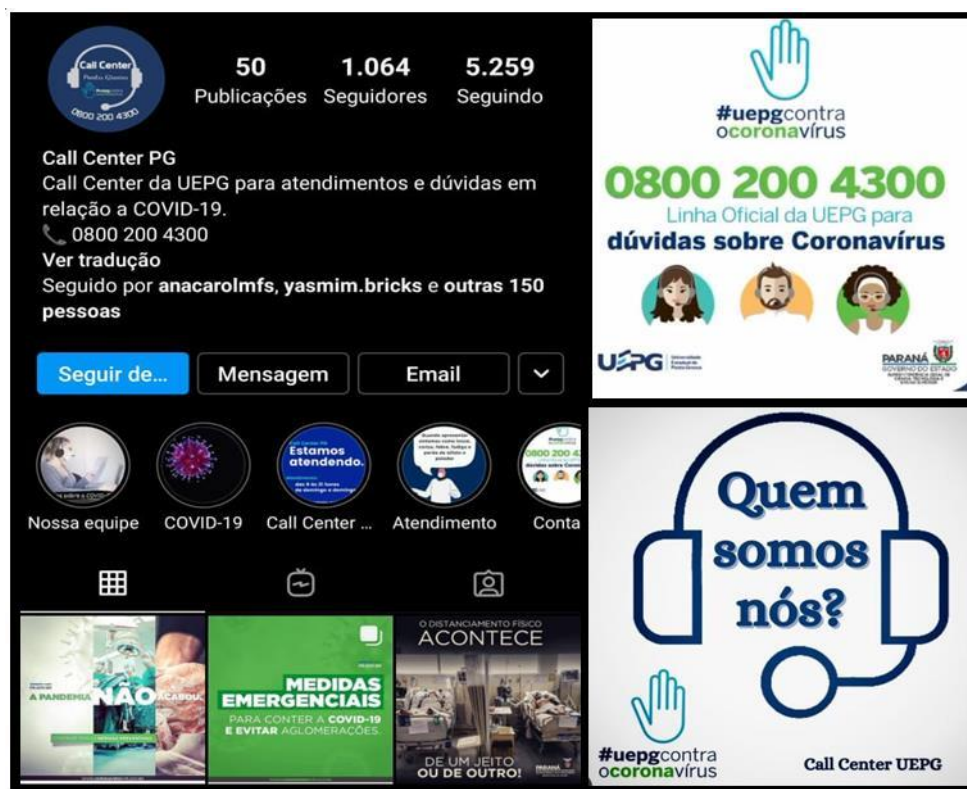 Call Center
Ponta Grossa
0800 200 4300
50
1.064
5.259
Publicações
Seguidores
Seguindo
Call Center PG
Call Center da UEPG para atendimentos e dúvidas em
relação a COVID-19.
0800 200 4300
Ver tradução
Seguido por anacarolmfs, yasmim.bricks e outras 150
pessoas
Seguir de...
Mensagem
Email
Call Center PG
Estamos
atendendo.
Nossa equipe
COVID-19
Call Center ...
Atendimento
Conta
A PANDEMIA NÃO ACABOU.
MEDIDAS
EMERGENCIAIS
PARA CONTER A COVID-19
E EVITAR AGLOMERAÇÕES.
O DISTANCIAMENTO FÍSICO
ACONTECE
DE UM JEITO
OU DE OUTRO!
PARANÁ
#uepgcontra
ocoronavírus
0800 200 4300
Linha Oficial da UEPG para
dúvidas sobre Coronavírus
UEPG
Universidade
Estadual de
Ponta Grossa
PARANÁ
GOVERNO DO ESTADO
Quem
somos
nós?
#uepgcontra
ocoronavírus
Call Center UEPG